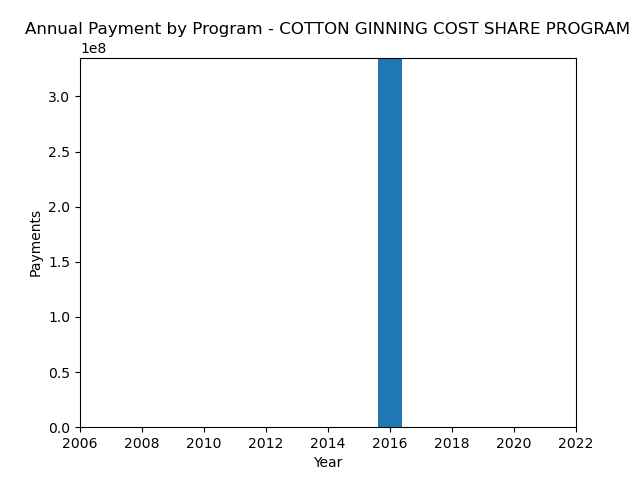 Annual Payment by Program - COTTON GINNING COST SHARE PROGRAM
1e8
3.0
2.5
2.0
1.5
1.0
0.5
0.0
Payments
2006 2008 2010 2012 2014 2016 2018 2020 2022
Year